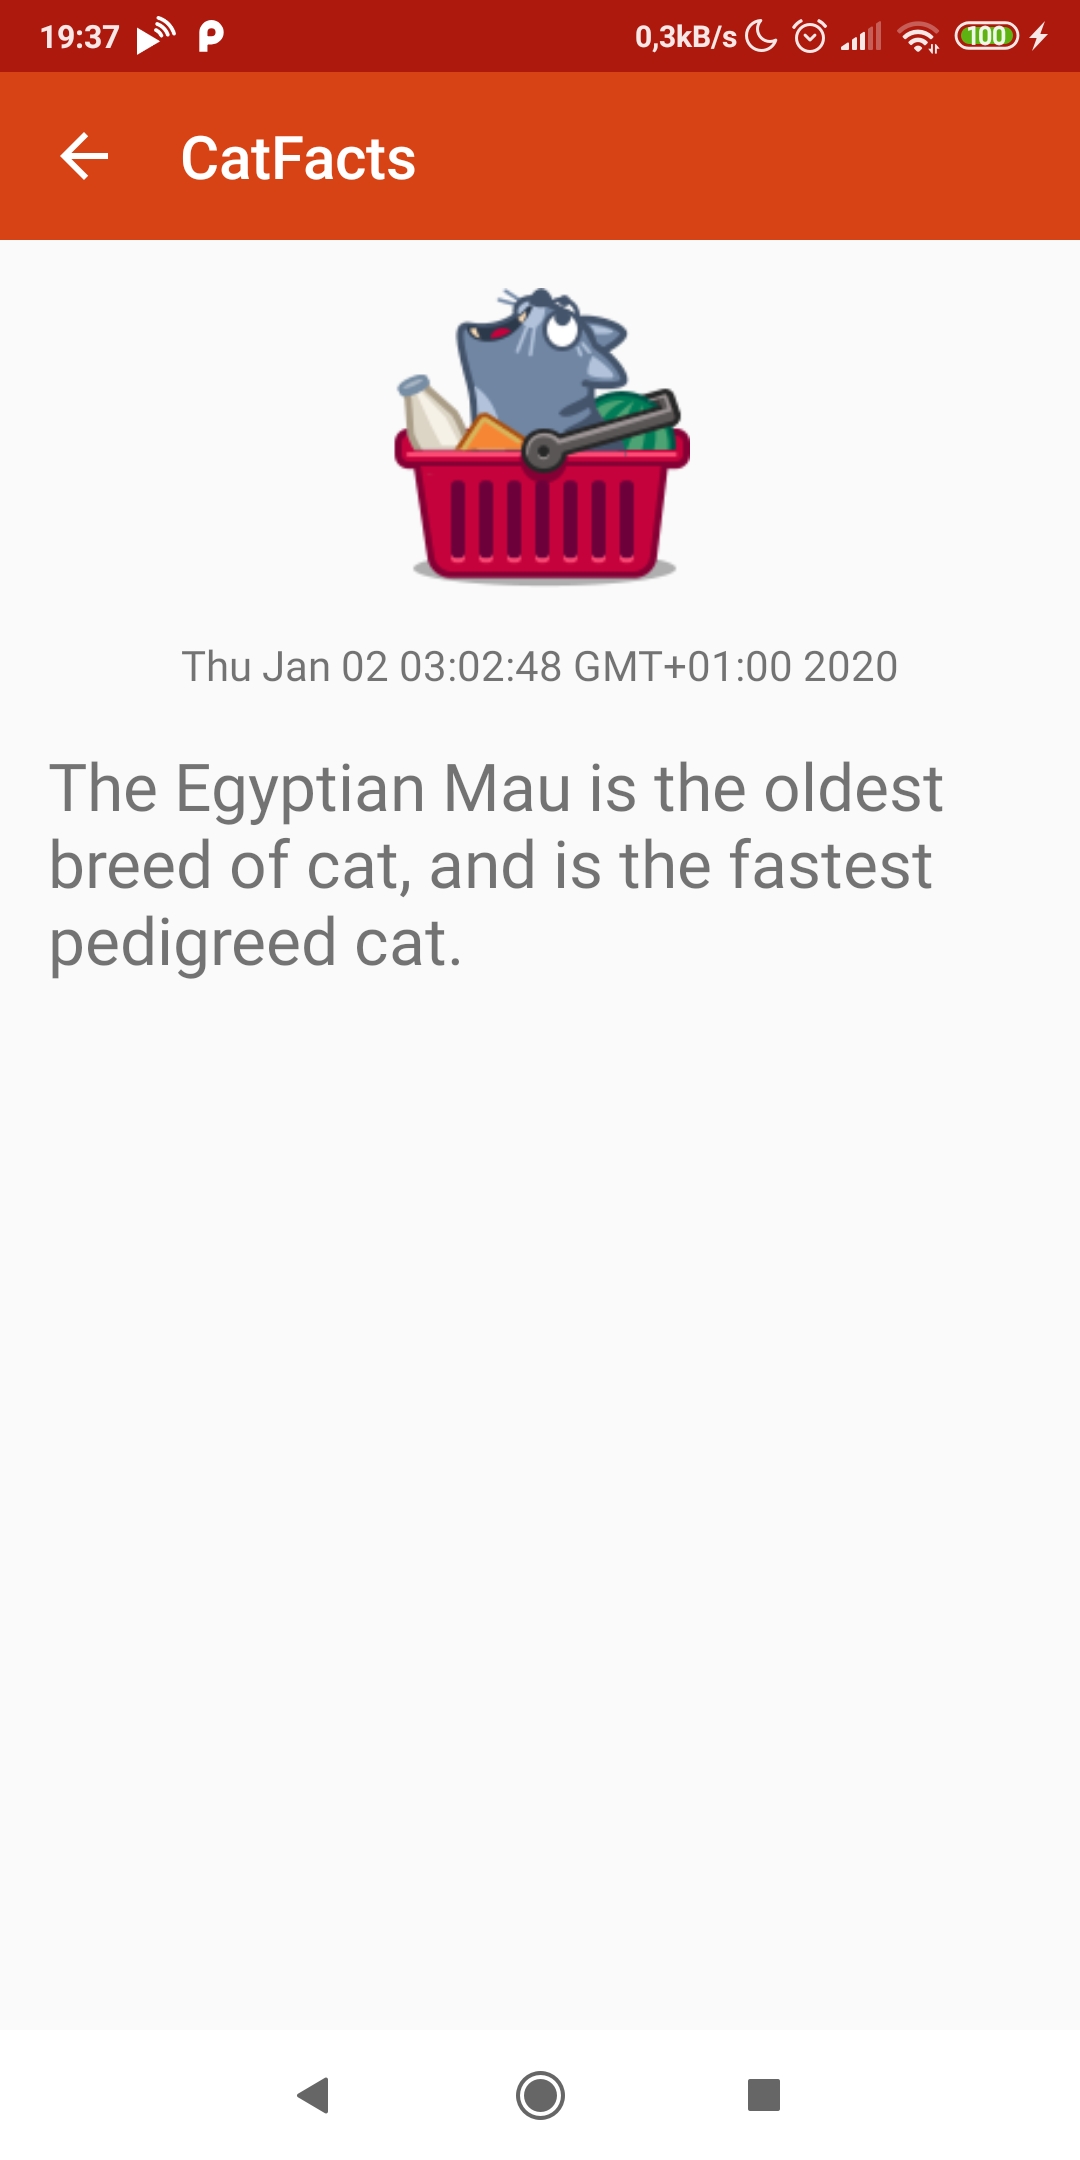 19:37 0,3kB/s 100
CatFacts
Thu Jan 02 03:02:48 GMT+01:00 2020
The Egyptian Mau is the oldest
breed of cat, and is the fastest
pedigreed cat.